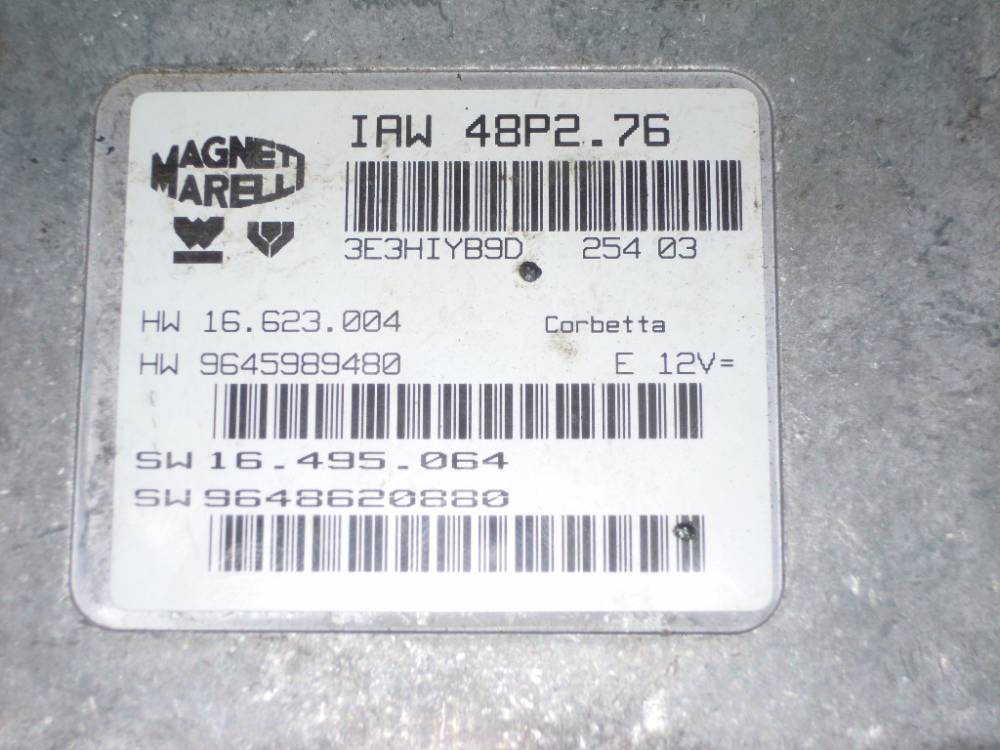 MAGNETI
MARELLI
IAW 48P2.76
3E3HIYB9D 254 03
HW 16.623.004 Corbetta
HW 9645989480 E 12V=
SW 16.495.064
SW 9648620880